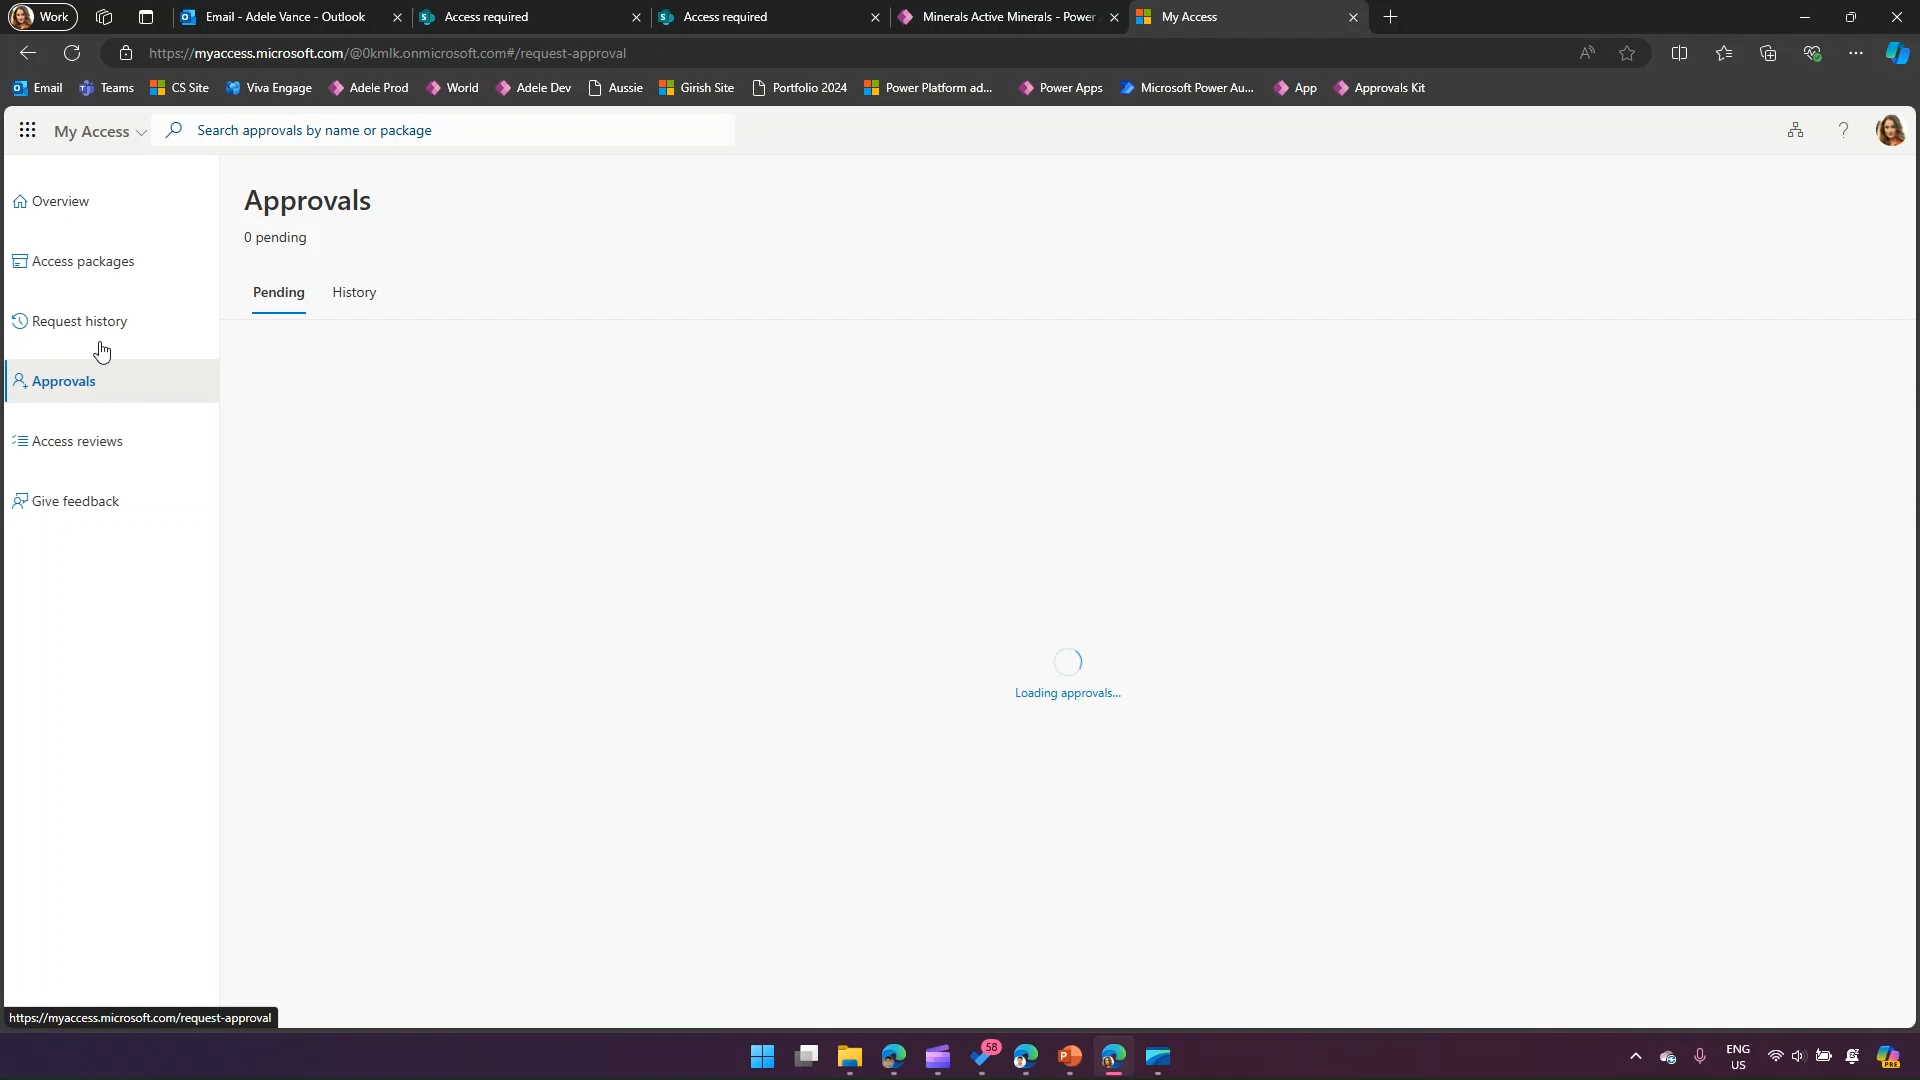 Work
Email - Adele Vance - Outlook
Access required
Access required
Minerals Active Minerals - Power
My Access
https://myaccess.microsoft.com/@0kmlk.onmicrosoft.com#/request-approval
Email
Teams
CS Site
Viva Engage
Adele Prod
World
Adele Dev
Aussie
Girish Site
Portfolio 2024
Power Platform ad...
Power Apps
Microsoft Power Au...
App
Approvals Kit
My Access
Search approvals by name or package
Overview
Access packages
Request history
Approvals
Access reviews
Give feedback
Approvals
0 pending
Pending
History
Loading approvals...
https://myaccess.microsoft.com/request-approval
58
ENG
US
PRE